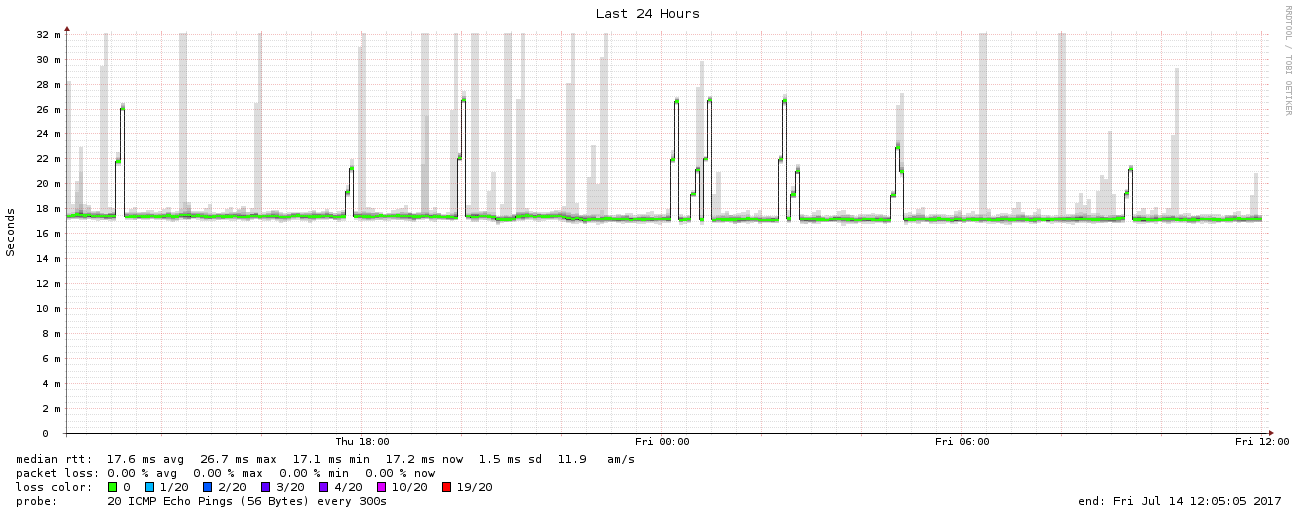 Last 24 Hours
RRDTOOL / TOBI OETIKER
Seconds
32 m
30 m
28 m
26 m
24 m
22 m
20 m
18 m
16 m
14 m
12 m
10 m
8 m
6 m
4 m
2 m
0
Thu 18:00 Fri 00:00 Fri 06:00 Fri 12:00
median rtt: 17.6 ms avg 26.7 ms max 17.1 ms min 17.2 ms now 1.5 ms sd 11.9 am/s
packet loss: 0.00 % avg 0.00 % max 0.00 % min 0.00 % now
loss color: 0 1/20 2/20 3/20 4/20 10/20 19/20
probe: 20 ICMP Echo Pings (56 Bytes) every 300s end: Fri Jul 14 12:05:05 2017